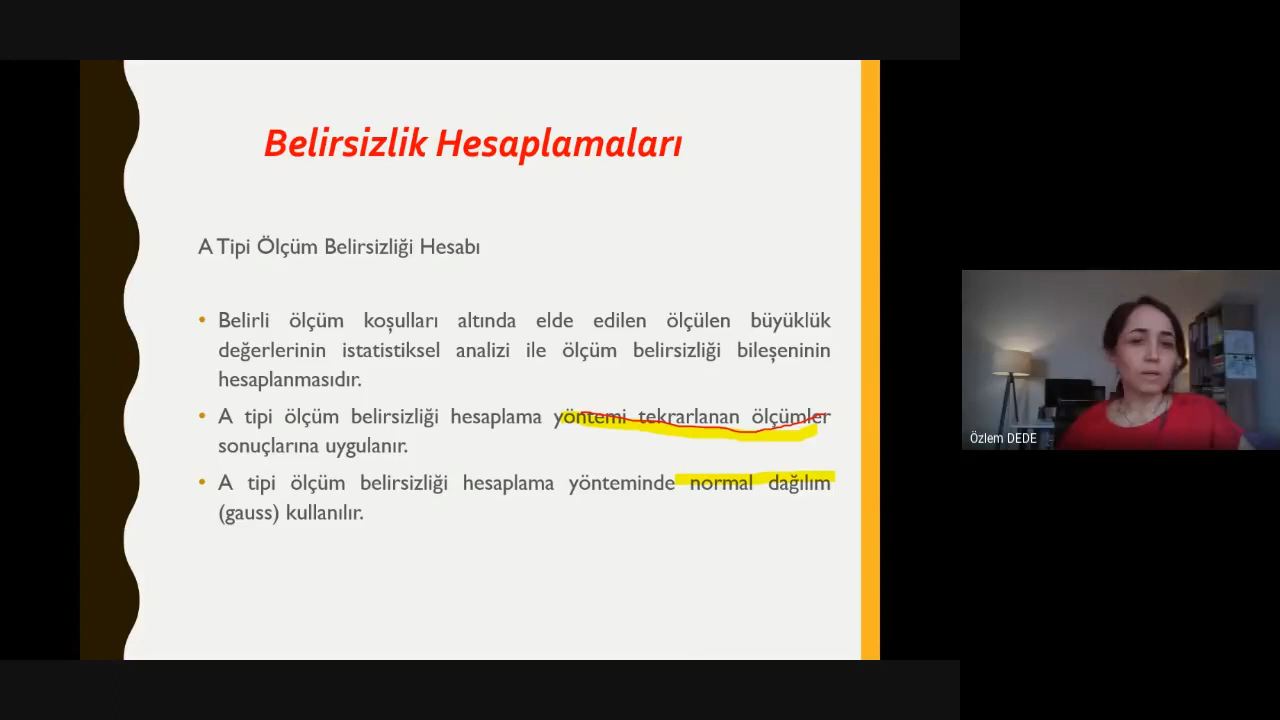 Belirsizlik Hesaplamaları
A Tipi Ölçüm Belirsizliği Hesabı
• Belirli ölçüm koşulları altında elde edilen ölçülen büyüklük
değerlerinin istatistiksel analizi ile ölçüm belirsizliği bileşeninin
hesaplanmasıdır.
• A tipi ölçüm belirsizliği hesaplama yöntemi tekrarlanan ölçümler
sonuçlarına uygulanır.
• A tipi ölçüm belirsizliği hesaplama yönteminde normal dağılım
(gauss) kullanılır.
Özlem DEDE